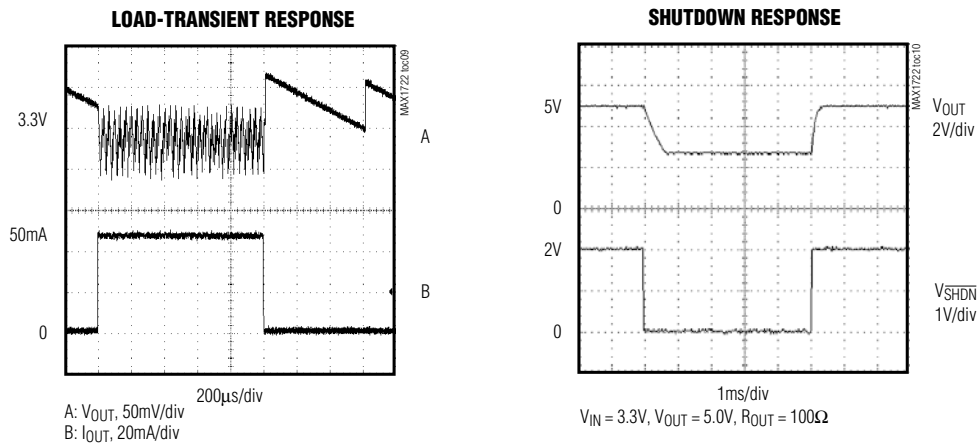 LOAD-TRANSIENT RESPONSE
MAX1722 toc09
3.3V
A
50mA
B
0
200µs/div
A: VOUT, 50mV/div
B: IOUT, 20mA/div
SHUTDOWN RESPONSE
MAX1722 toc10
5V
VOUT
2V/div
0
2V
VSHDN
1V/div
0
1ms/div
VIN = 3.3V, VOUT = 5.0V, ROUT = 100Ω